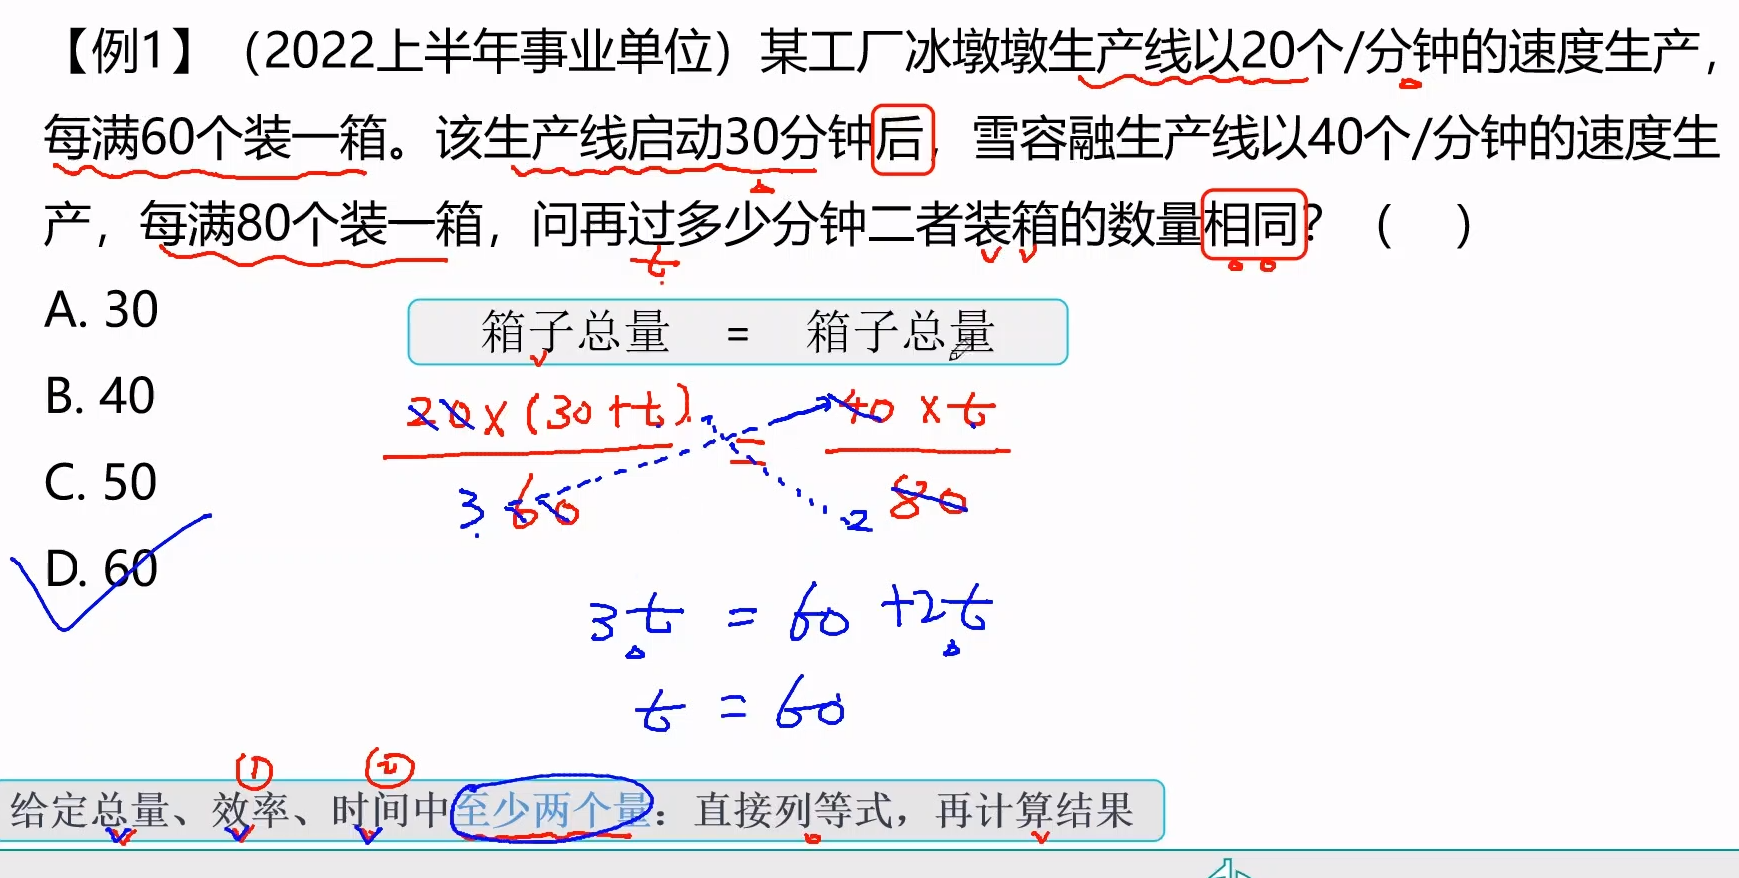 【例1】（2022上半年事业单位）某工厂冰墩墩生产线以20个/分钟的速度生产，
每满60个装一箱。该生产线启动30分钟后，雪容融生产线以40个/分钟的速度生
产，每满80个装一箱，问再过多少分钟二者装箱的数量相同？（ ）
t
A. 30
箱子总量 = 箱子总量
B. 40
20×(30+t) = 40×t
C. 50
3 60 2 80
D. 60
3t = 60+2t
t = 60
① ②
给定总量、效率、时间中至少两个量：直接列等式，再计算结果